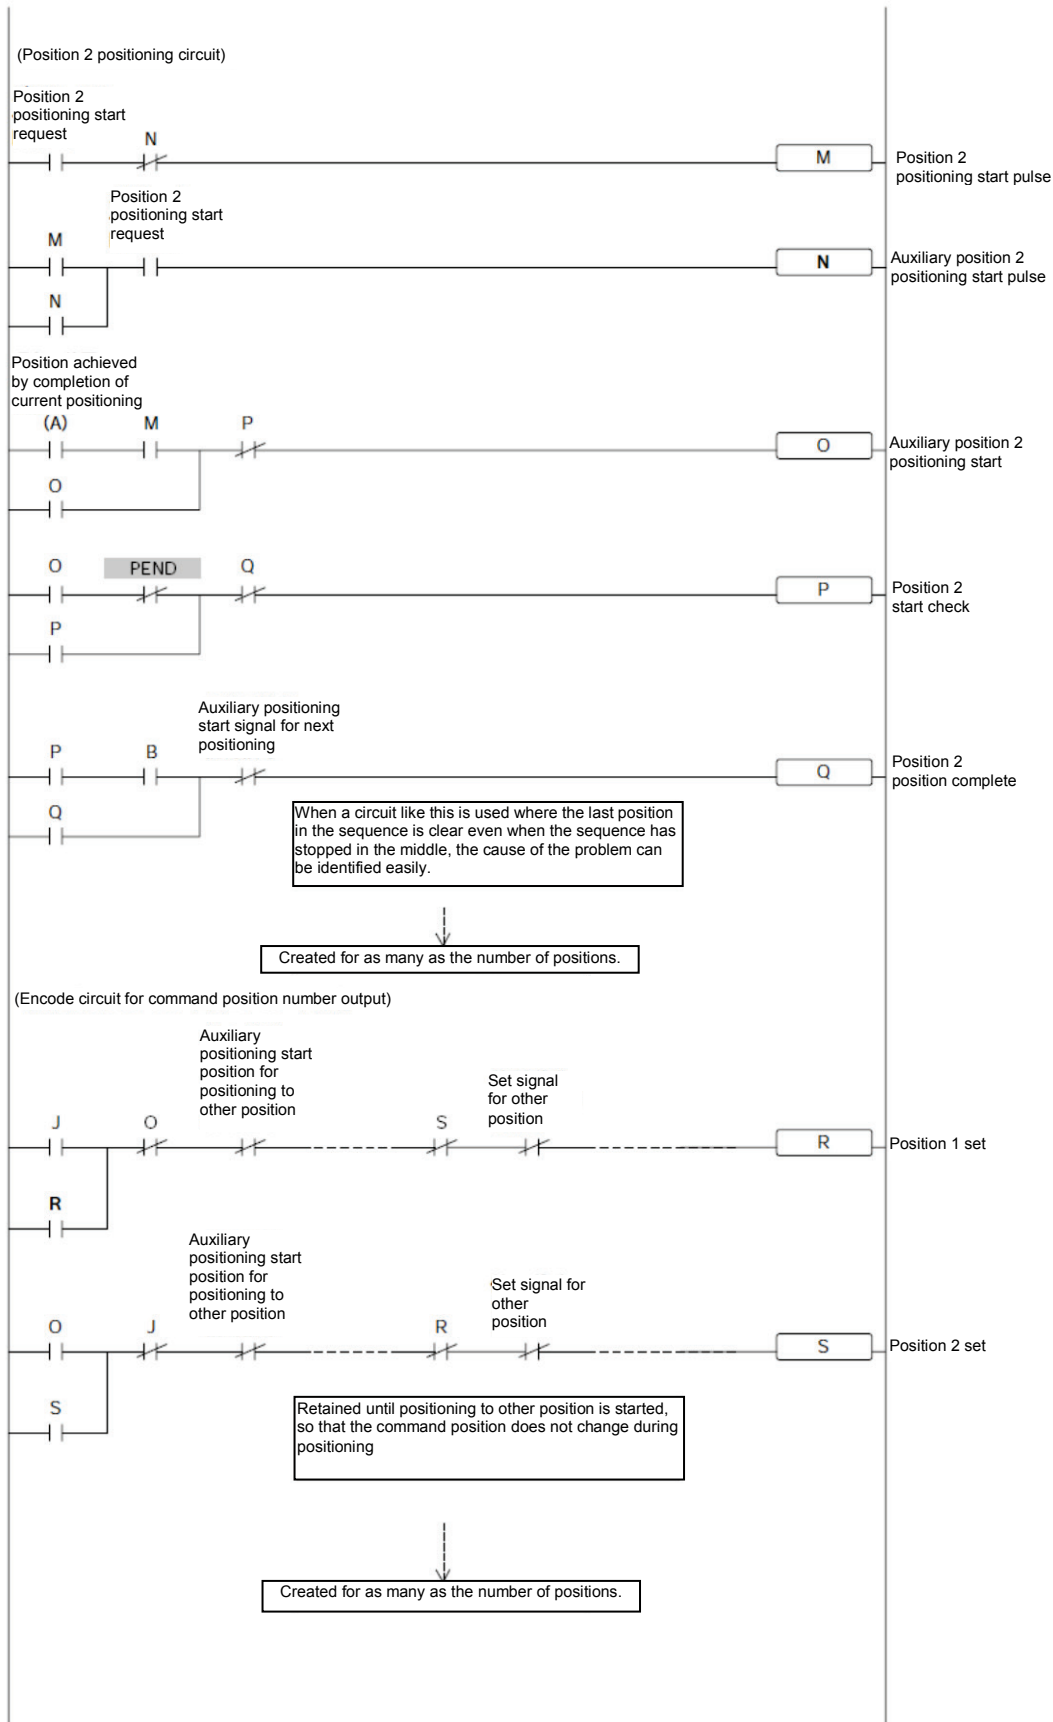 (Position 2 positioning circuit)
Position 2
positioning start
request
N
M
Position 2
positioning start pulse
Position 2
positioning start
request
M
N
Auxiliary position 2
positioning start pulse
N
Position achieved
by completion of
current positioning
(A)
M
P
O
Auxiliary position 2
positioning start
O
O
PEND
Q
P
Position 2
start check
P
Auxiliary positioning
start signal for next
positioning
P
B
Q
Position 2
position complete
Q
When a circuit like this is used where the last position
in the sequence is clear even when the sequence has
stopped in the middle, the cause of the problem can
be identified easily.
Created for as many as the number of positions.
(Encode circuit for command position number output)
Auxiliary
positioning start
position for
positioning to
other position
Set signal
for other
position
J
O
S
R
Position 1 set
R
Auxiliary
positioning start
position for
positioning to
other position
Set signal for
other
position
O
J
R
S
Position 2 set
S
Retained until positioning to other position is started,
so that the command position does not change during
positioning
Created for as many as the number of positions.